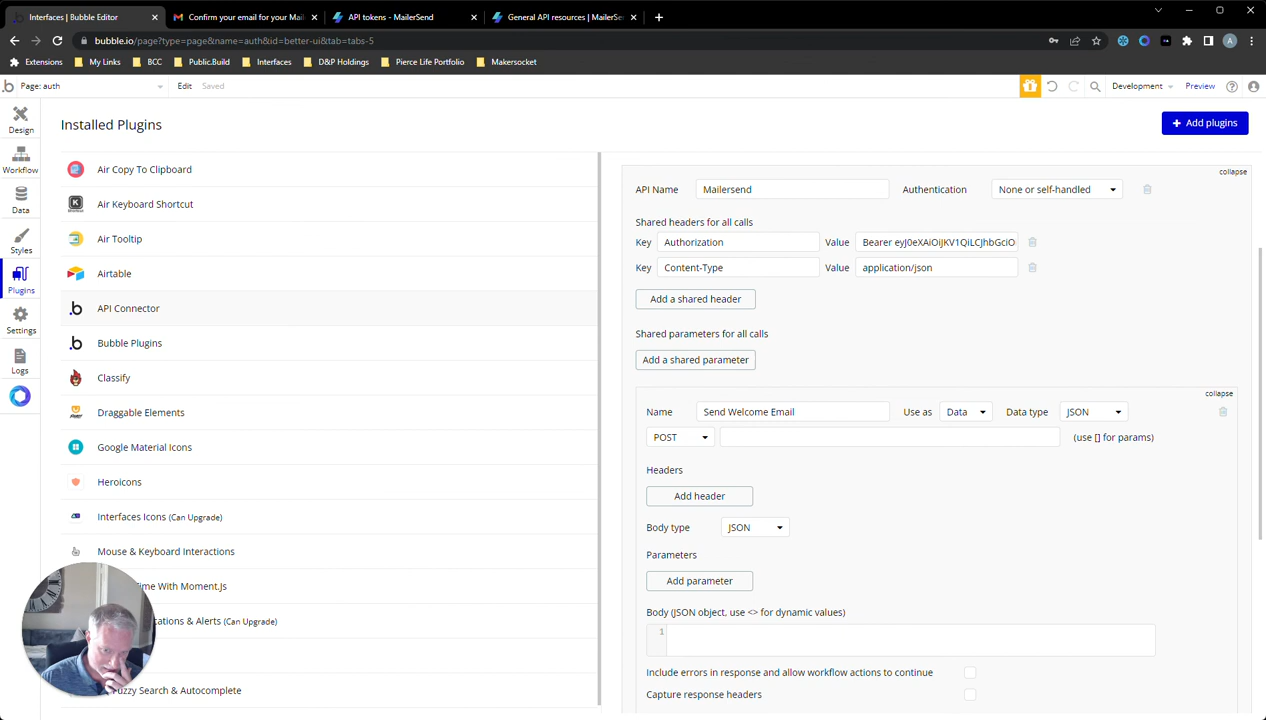 Interfaces | Bubble Editor
Confirm your email for your Mail
API tokens - MailerSend
General API resources | MailerSe
bubble.io/page?type=page&name=auth&id=better-ui&tab=tabs-5
A
Extensions
My Links
BCC
Public.Build
Interfaces
D&P Holdings
Pierce Life Portfolio
Makersocket
Page: auth
Edit
Saved
Development
Preview
Design
Workflow
Data
Styles
Plugins
Settings
Logs
Installed Plugins
Add plugins
Air Copy To Clipboard
Air Keyboard Shortcut
Air Tooltip
Airtable
API Connector
Bubble Plugins
Classify
Draggable Elements
Google Material Icons
Heroicons
Interfaces Icons (Can Upgrade)
Mouse & Keyboard Interactions
Time With Moment.Js
cations & Alerts (Can Upgrade)
Fuzzy Search & Autocomplete
collapse
API Name
Mailersend
Authentication
None or self-handled
Shared headers for all calls
Key
Authorization
Value
Bearer eyJ0eXAiOiJKV1QiLCJhbGciO
Key
Content-Type
Value
application/json
Add a shared header
Shared parameters for all calls
Add a shared parameter
collapse
Name
Send Welcome Email
Use as
Data
Data type
JSON
POST
(use [] for params)
Headers
Add header
Body type
JSON
Parameters
Add parameter
Body (JSON object, use <> for dynamic values)
1
Include errors in response and allow workflow actions to continue
Capture response headers